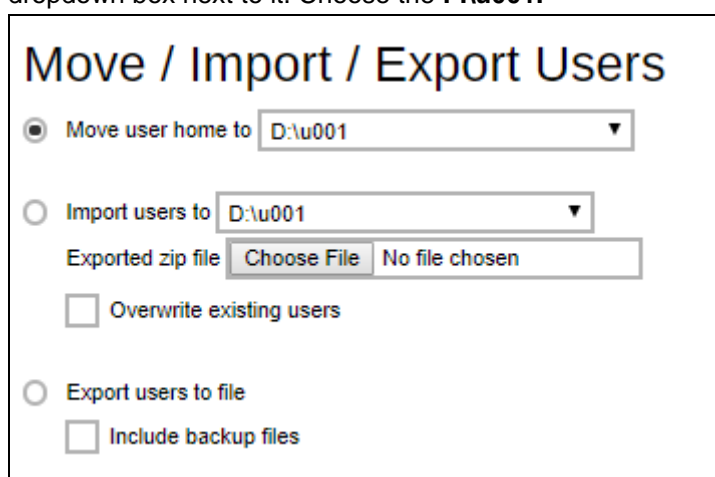 dropdown box next to it. Choose the
Move / Import / Export Users
Move user home to D:\u001
Import users to D:\u001
Exported zip file Choose File No file chosen
Overwrite existing users
Export users to file
Include backup files